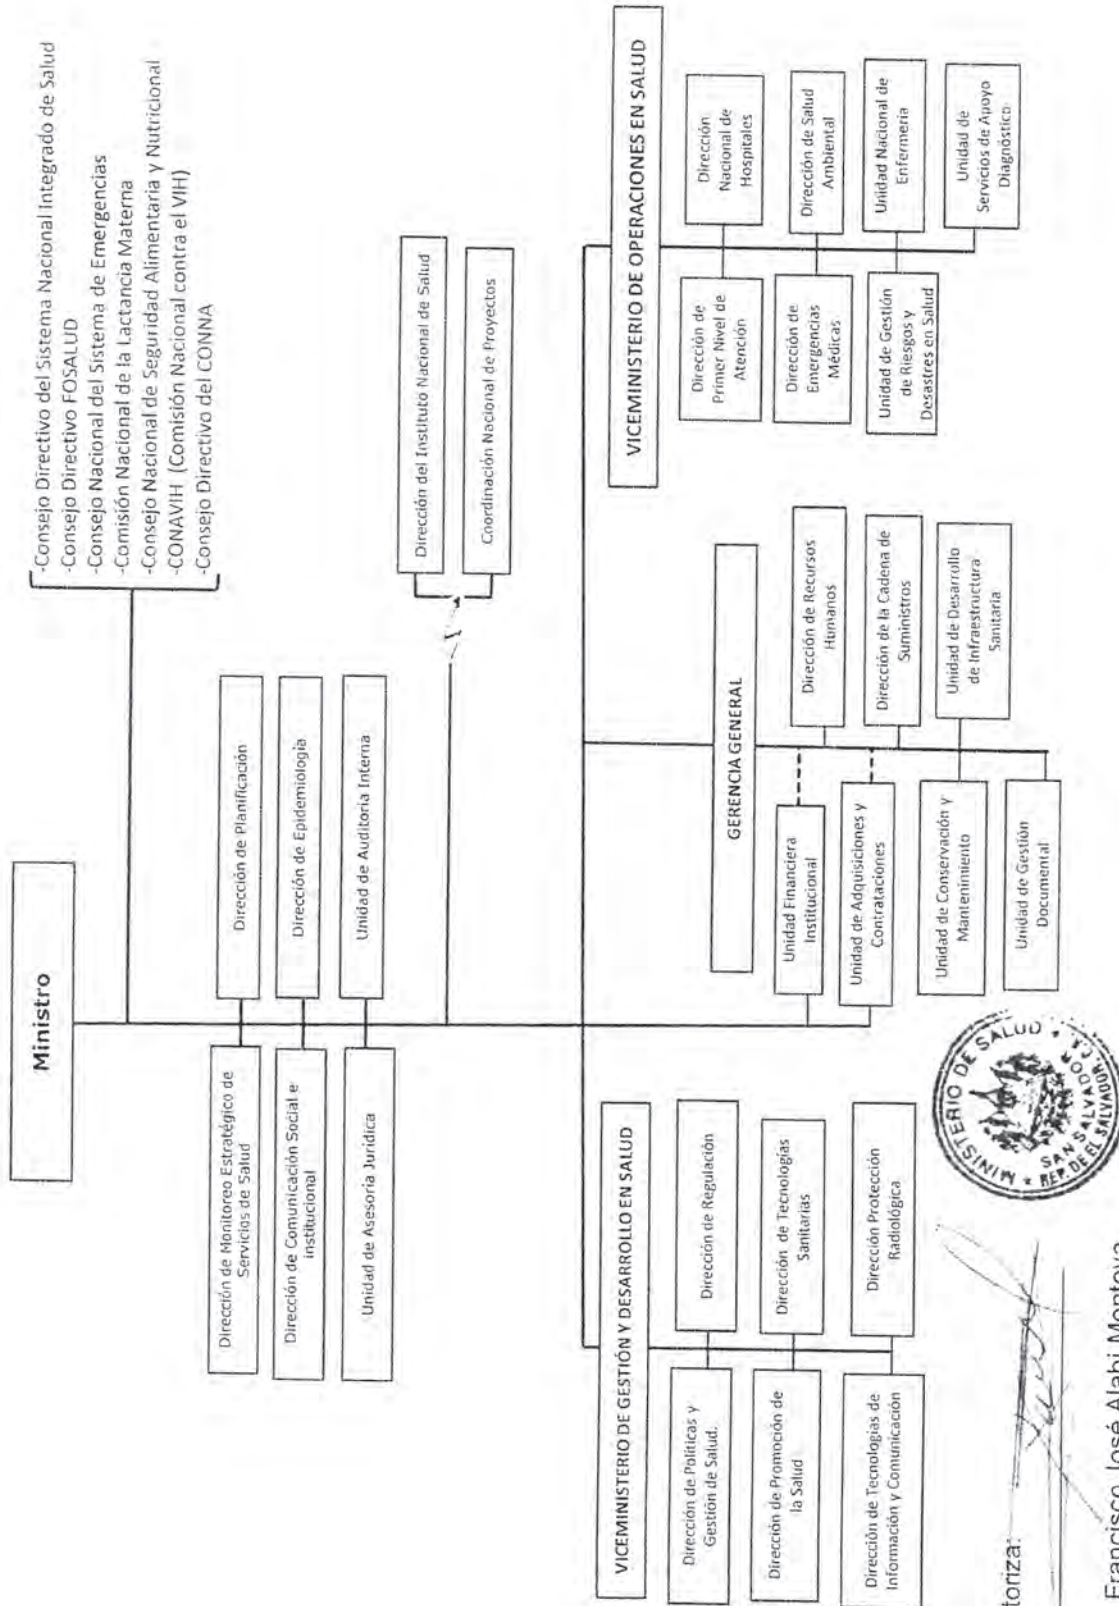 Ministro
-Consejo Directivo del Sistema Nacional Integrado de Salud
-Consejo Directivo FOSALUD
-Consejo Nacional del Sistema de Emergencias
-Comisión Nacional de la Lactancia Materna
-Consejo Nacional de Seguridad Alimentaria y Nutricional
-CONAVIH (Comisión Nacional contra el VIH)
-Consejo Directivo del CONNA
Dirección de Monitoreo Estratégico de
Servicios de Salud
Dirección de Planificación
Dirección de Comunicación Social e
institucional
Dirección de Epidemiología
Unidad de Asesoría Jurídica
Unidad de Auditoria Interna
Dirección del Instituto Nacional de Salud
Coordinación Nacional de Proyectos
VICEMINISTERIO DE GESTIÓN Y DESARROLLO EN SALUD
Dirección de Políticas y
Gestión de Salud.
Dirección de Regulación
Dirección de Promoción de
la Salud
Dirección de Tecnologías
Sanitarias
Dirección de Tecnologías de
Información y Comunicación
Dirección Protección
Radiológica
GERENCIA GENERAL
Unidad Financiera
Institucional
Dirección de Recursos
Humanos
Unidad de Adquisiciones y
Contrataciones
Dirección de la Cadena de
Suministros
Unidad de Conservación y
Mantenimiento
Unidad de Desarrollo
de Infraestructura
Sanitaria
Unidad de Gestión
Documental
VICEMINISTERIO DE OPERACIONES EN SALUD
Dirección de
Primer Nivel de
Atención
Dirección
Nacional de
Hospitales
Dirección de
Emergencias
Médicas
Dirección de Salud
Ambiental
Unidad de Gestión
de Riesgos y
Desastres en Salud
Unidad Nacional de
Enfermería
Unidad de
Servicios de Apoyo
Diagnóstico
toriza:
Francisco José Alabi Montoya
MINISTERIO DE SALUD
SAN SALVADOR
REP. DE EL SALVADOR, C.A.